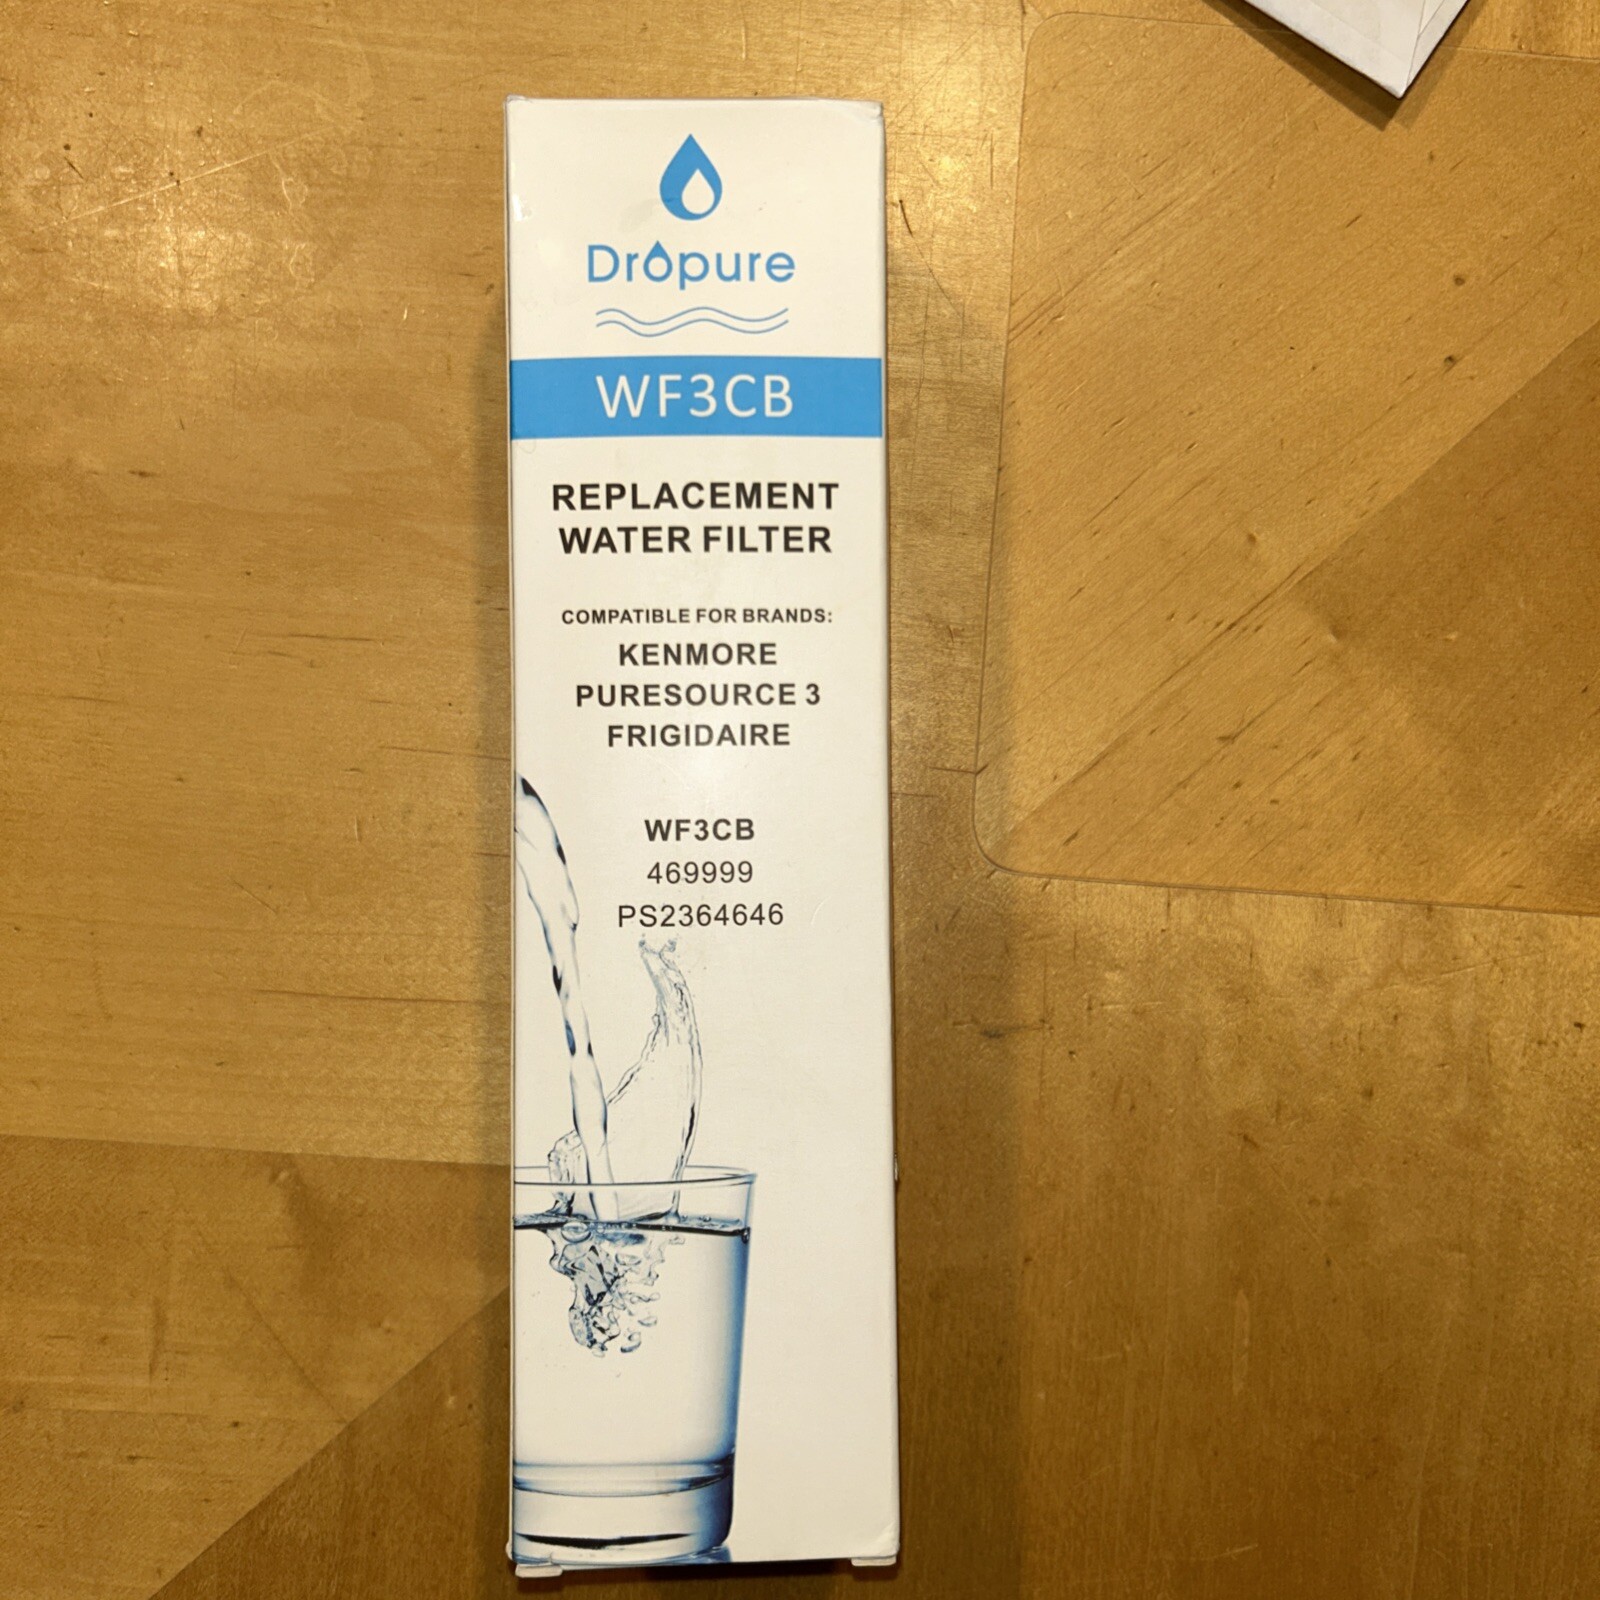 Dropure
WF3CB
REPLACEMENT
WATER FILTER
COMPATIBLE FOR BRANDS:
KENMORE
PURESOURCE 3
FRIGIDAIRE
WF3CB
469999
PS2364646